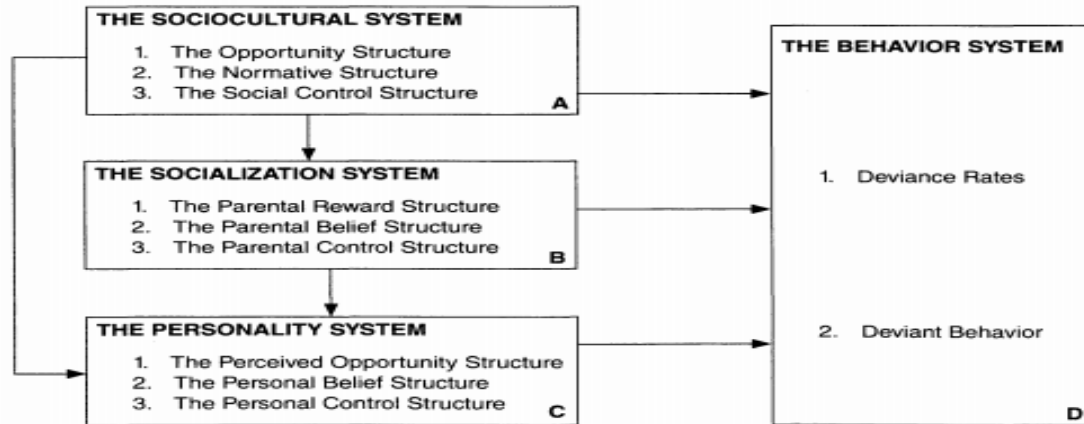 THE SOCIOCULTURAL SYSTEM
1. The Opportunity Structure
2. The Normative Structure
3. The Social Control Structure
A
THE SOCIALIZATION SYSTEM
1. The Parental Reward Structure
2. The Parental Belief Structure
3. The Parental Control Structure
B
THE PERSONALITY SYSTEM
1. The Perceived Opportunity Structure
2. The Personal Belief Structure
3. The Personal Control Structure
C
THE BEHAVIOR SYSTEM
1. Deviance Rates
2. Deviant Behavior
D